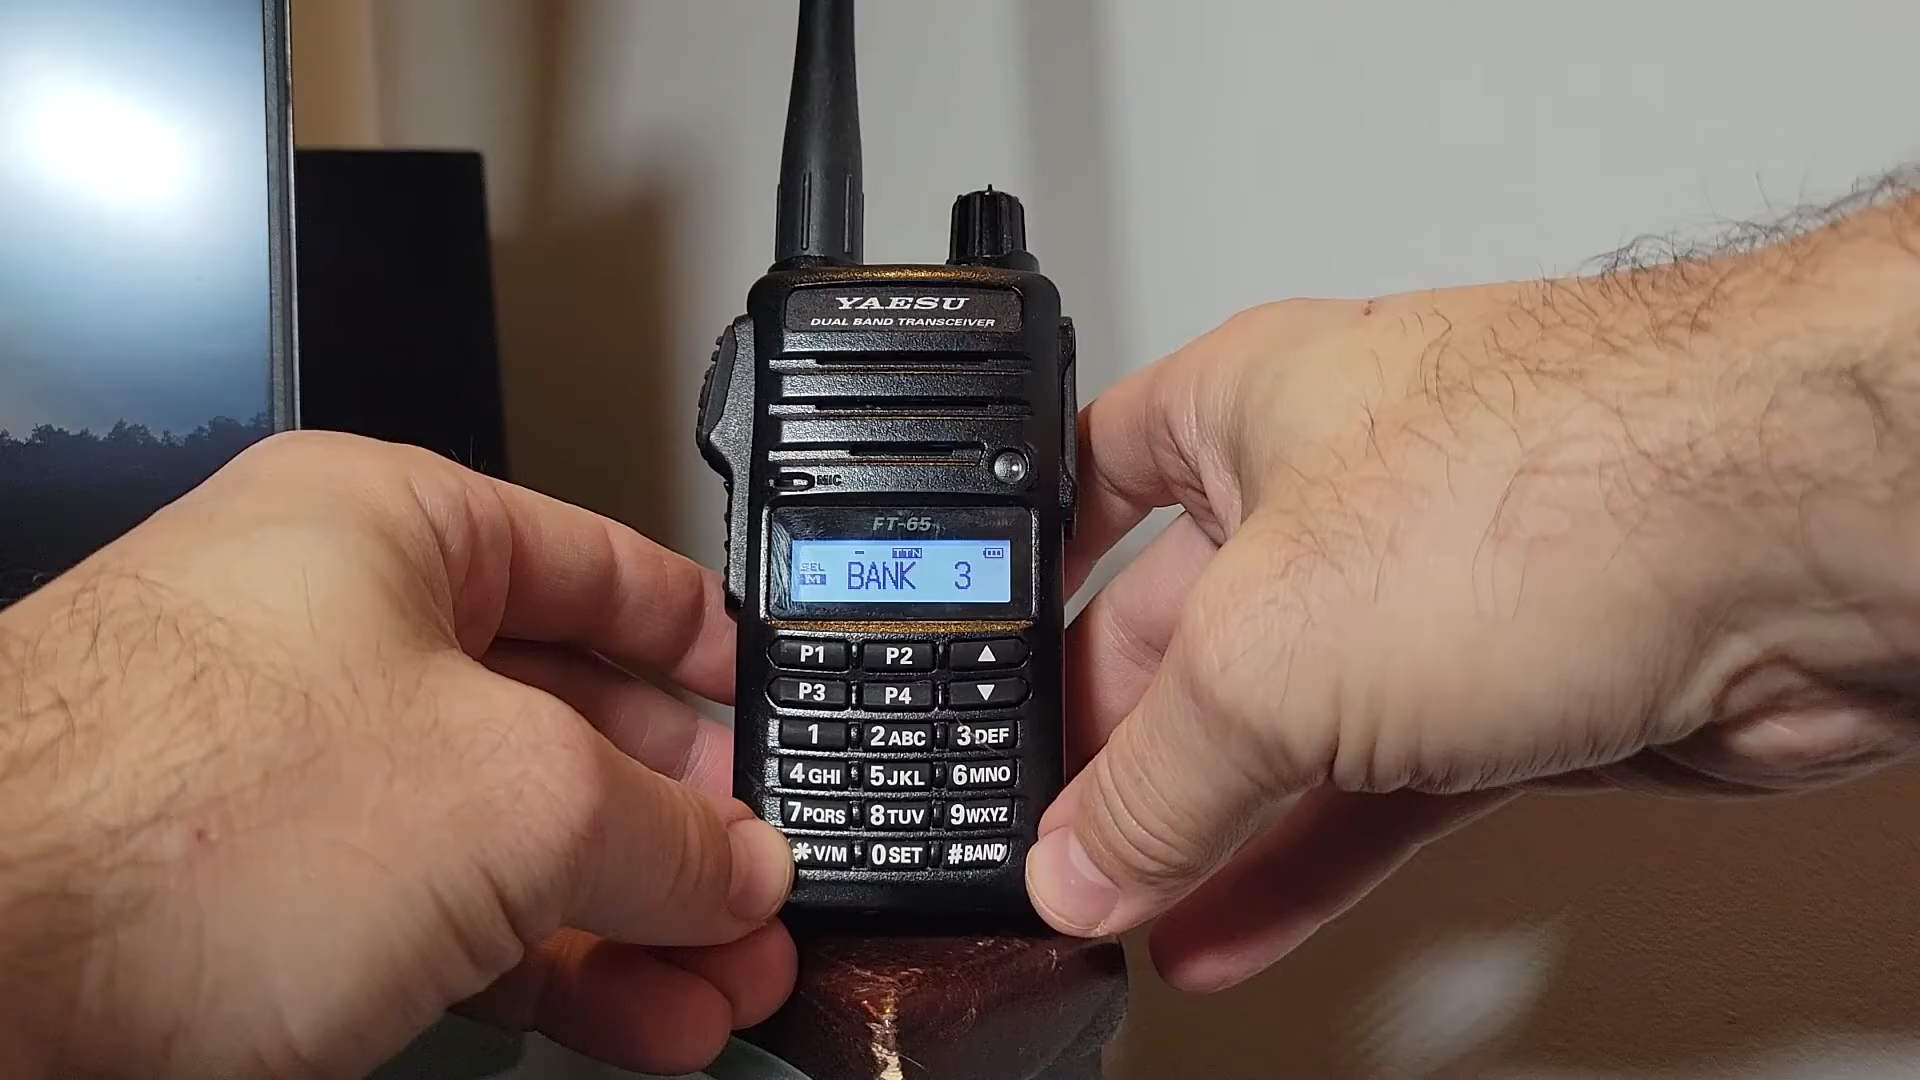 YAESU
DUAL BAND TRANSCEIVER
MIC
FT-65
TTN
SEL
M
BANK 3
P1 P2
P3 P4
1 2ABC 3DEF
4GHI 5JKL 6MNO
7PQRS 8TUV 9WXYZ
*V/M 0SET #BAND